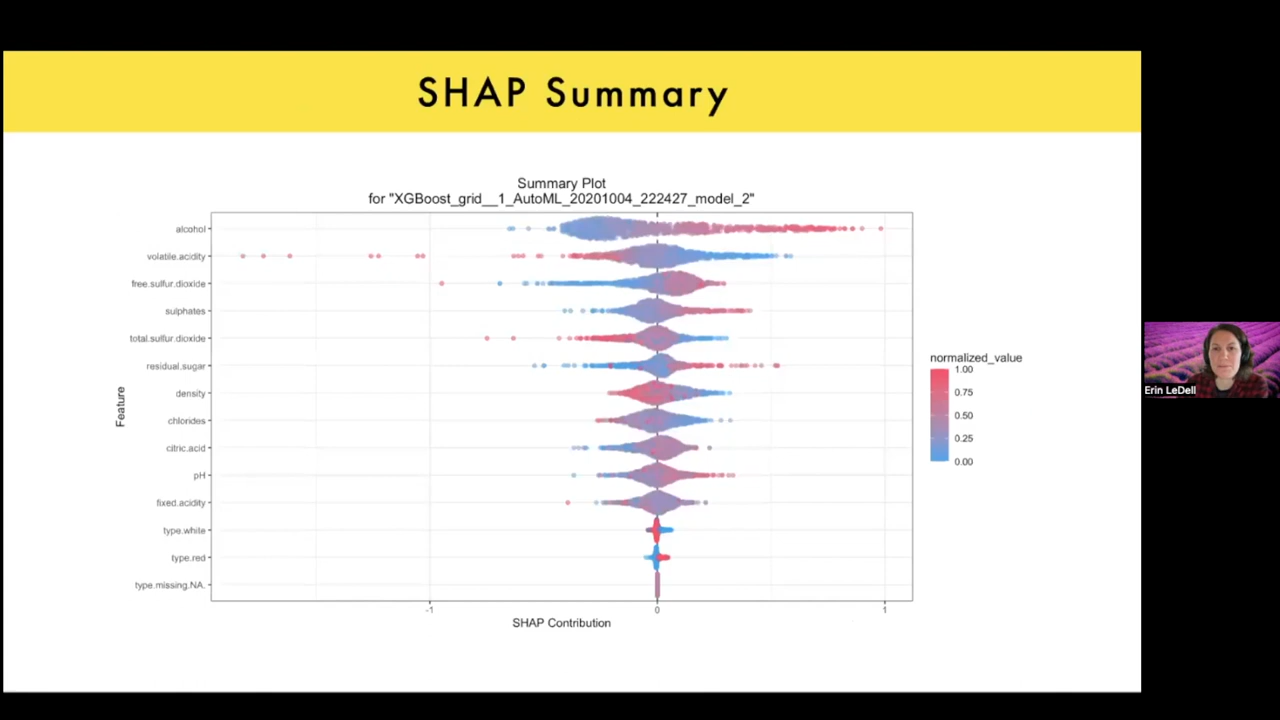 SHAP Summary
Summary Plot
for "XGBoost_grid__1_AutoML_20201004_222427_model_2"
alcohol
volatile.acidity
free.sulfur.dioxide
sulphates
total.sulfur.dioxide
residual.sugar
density
chlorides
citric.acid
pH
fixed.acidity
type.white
type.red
type.missing.NA.
Feature
-1
0
1
SHAP Contribution
normalized_value
1.00
0.75
0.50
0.25
0.00
Erin LeDell